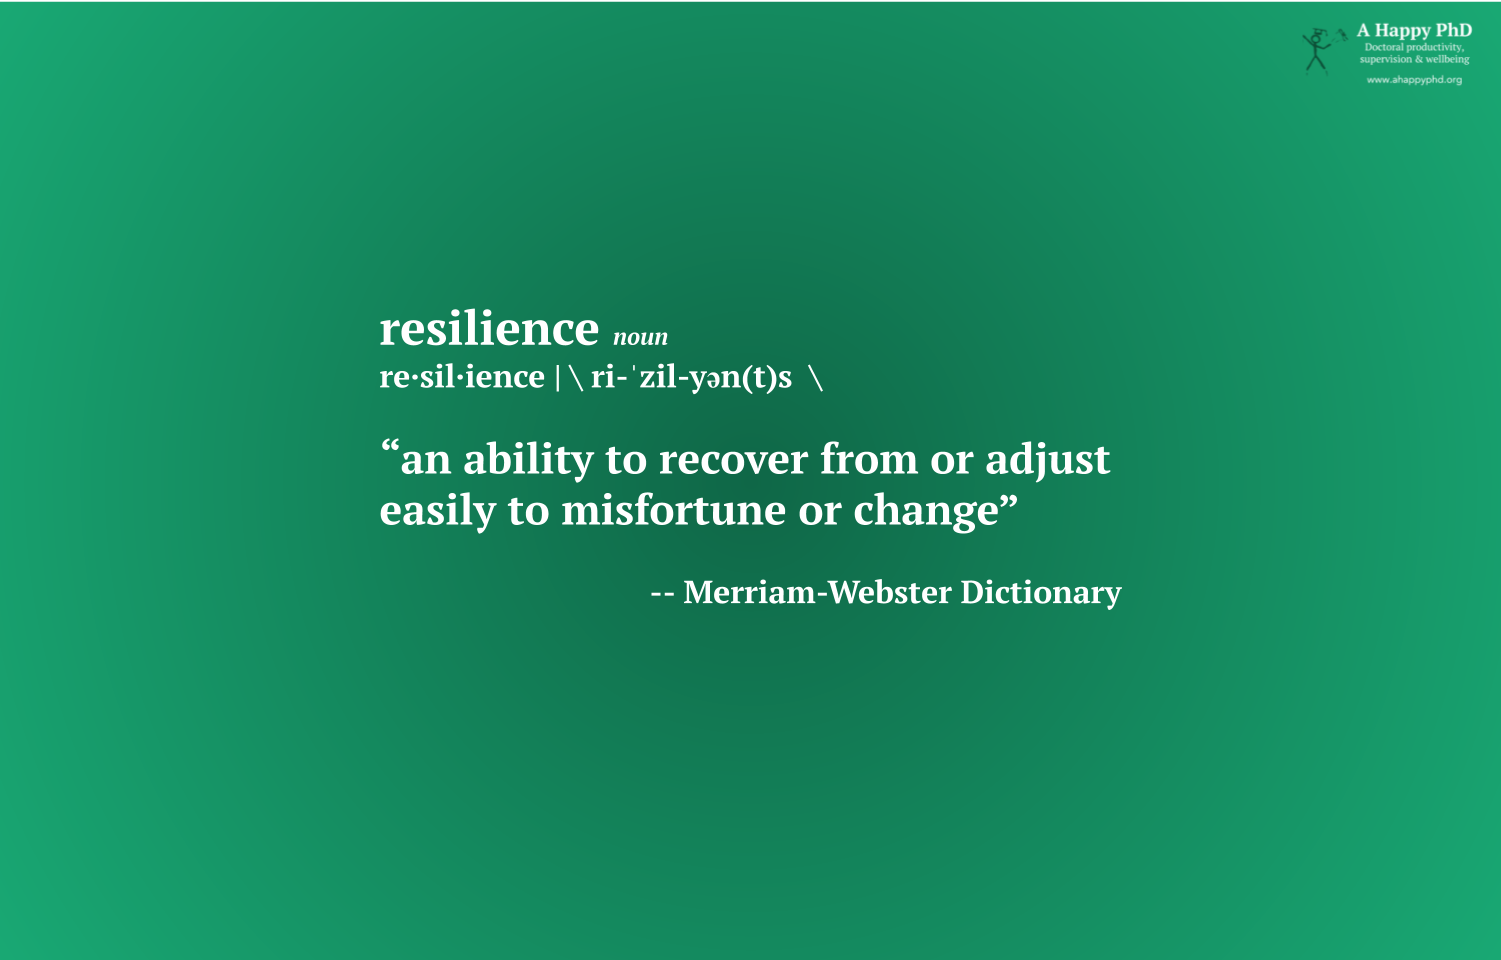 A Happy PhD
Doctoral productivity,
supervision & wellbeing
www.ahappyphd.org
resilience noun
re·sil·ience | \ ri-ˈzil-yən(t)s \
“an ability to recover from or adjust
easily to misfortune or change”
-- Merriam-Webster Dictionary